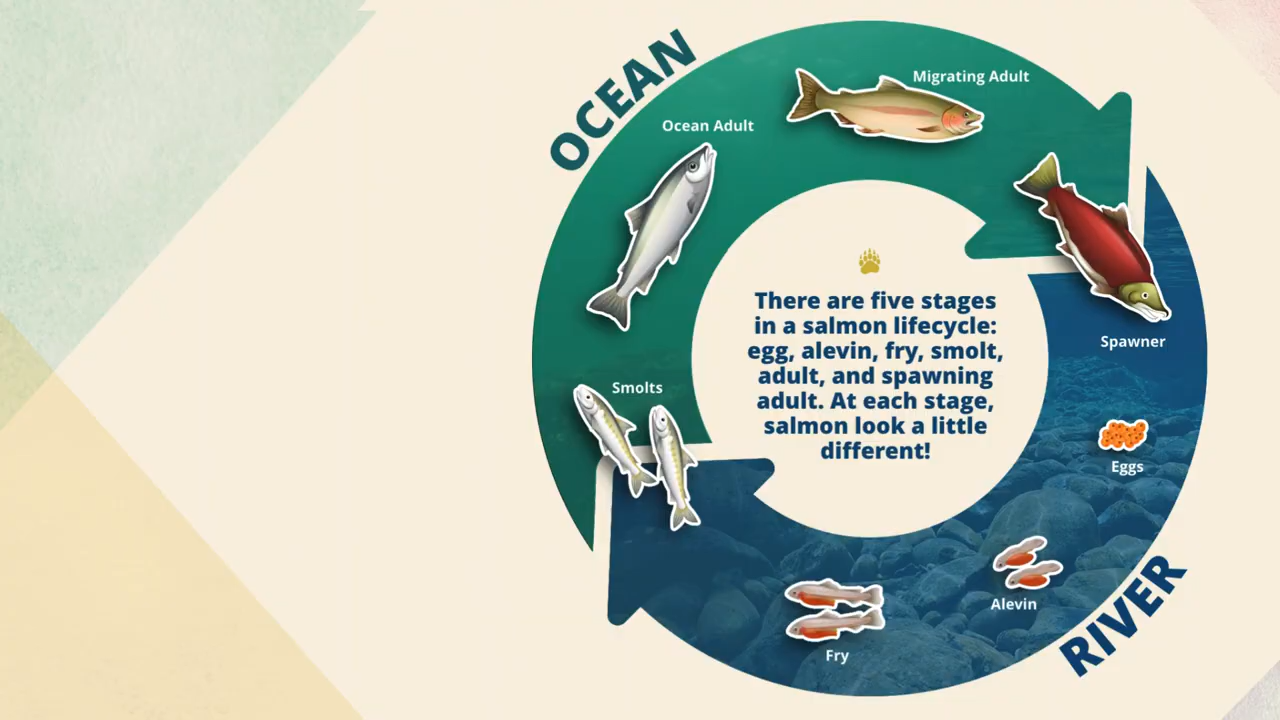 OCEAN
Migrating Adult
Ocean Adult
Spawner
Smolts
Eggs
Alevin
Fry
RIVER
There are five stages
in a salmon lifecycle:
egg, alevin, fry, smolt,
adult, and spawning
adult. At each stage,
salmon look a little
different!